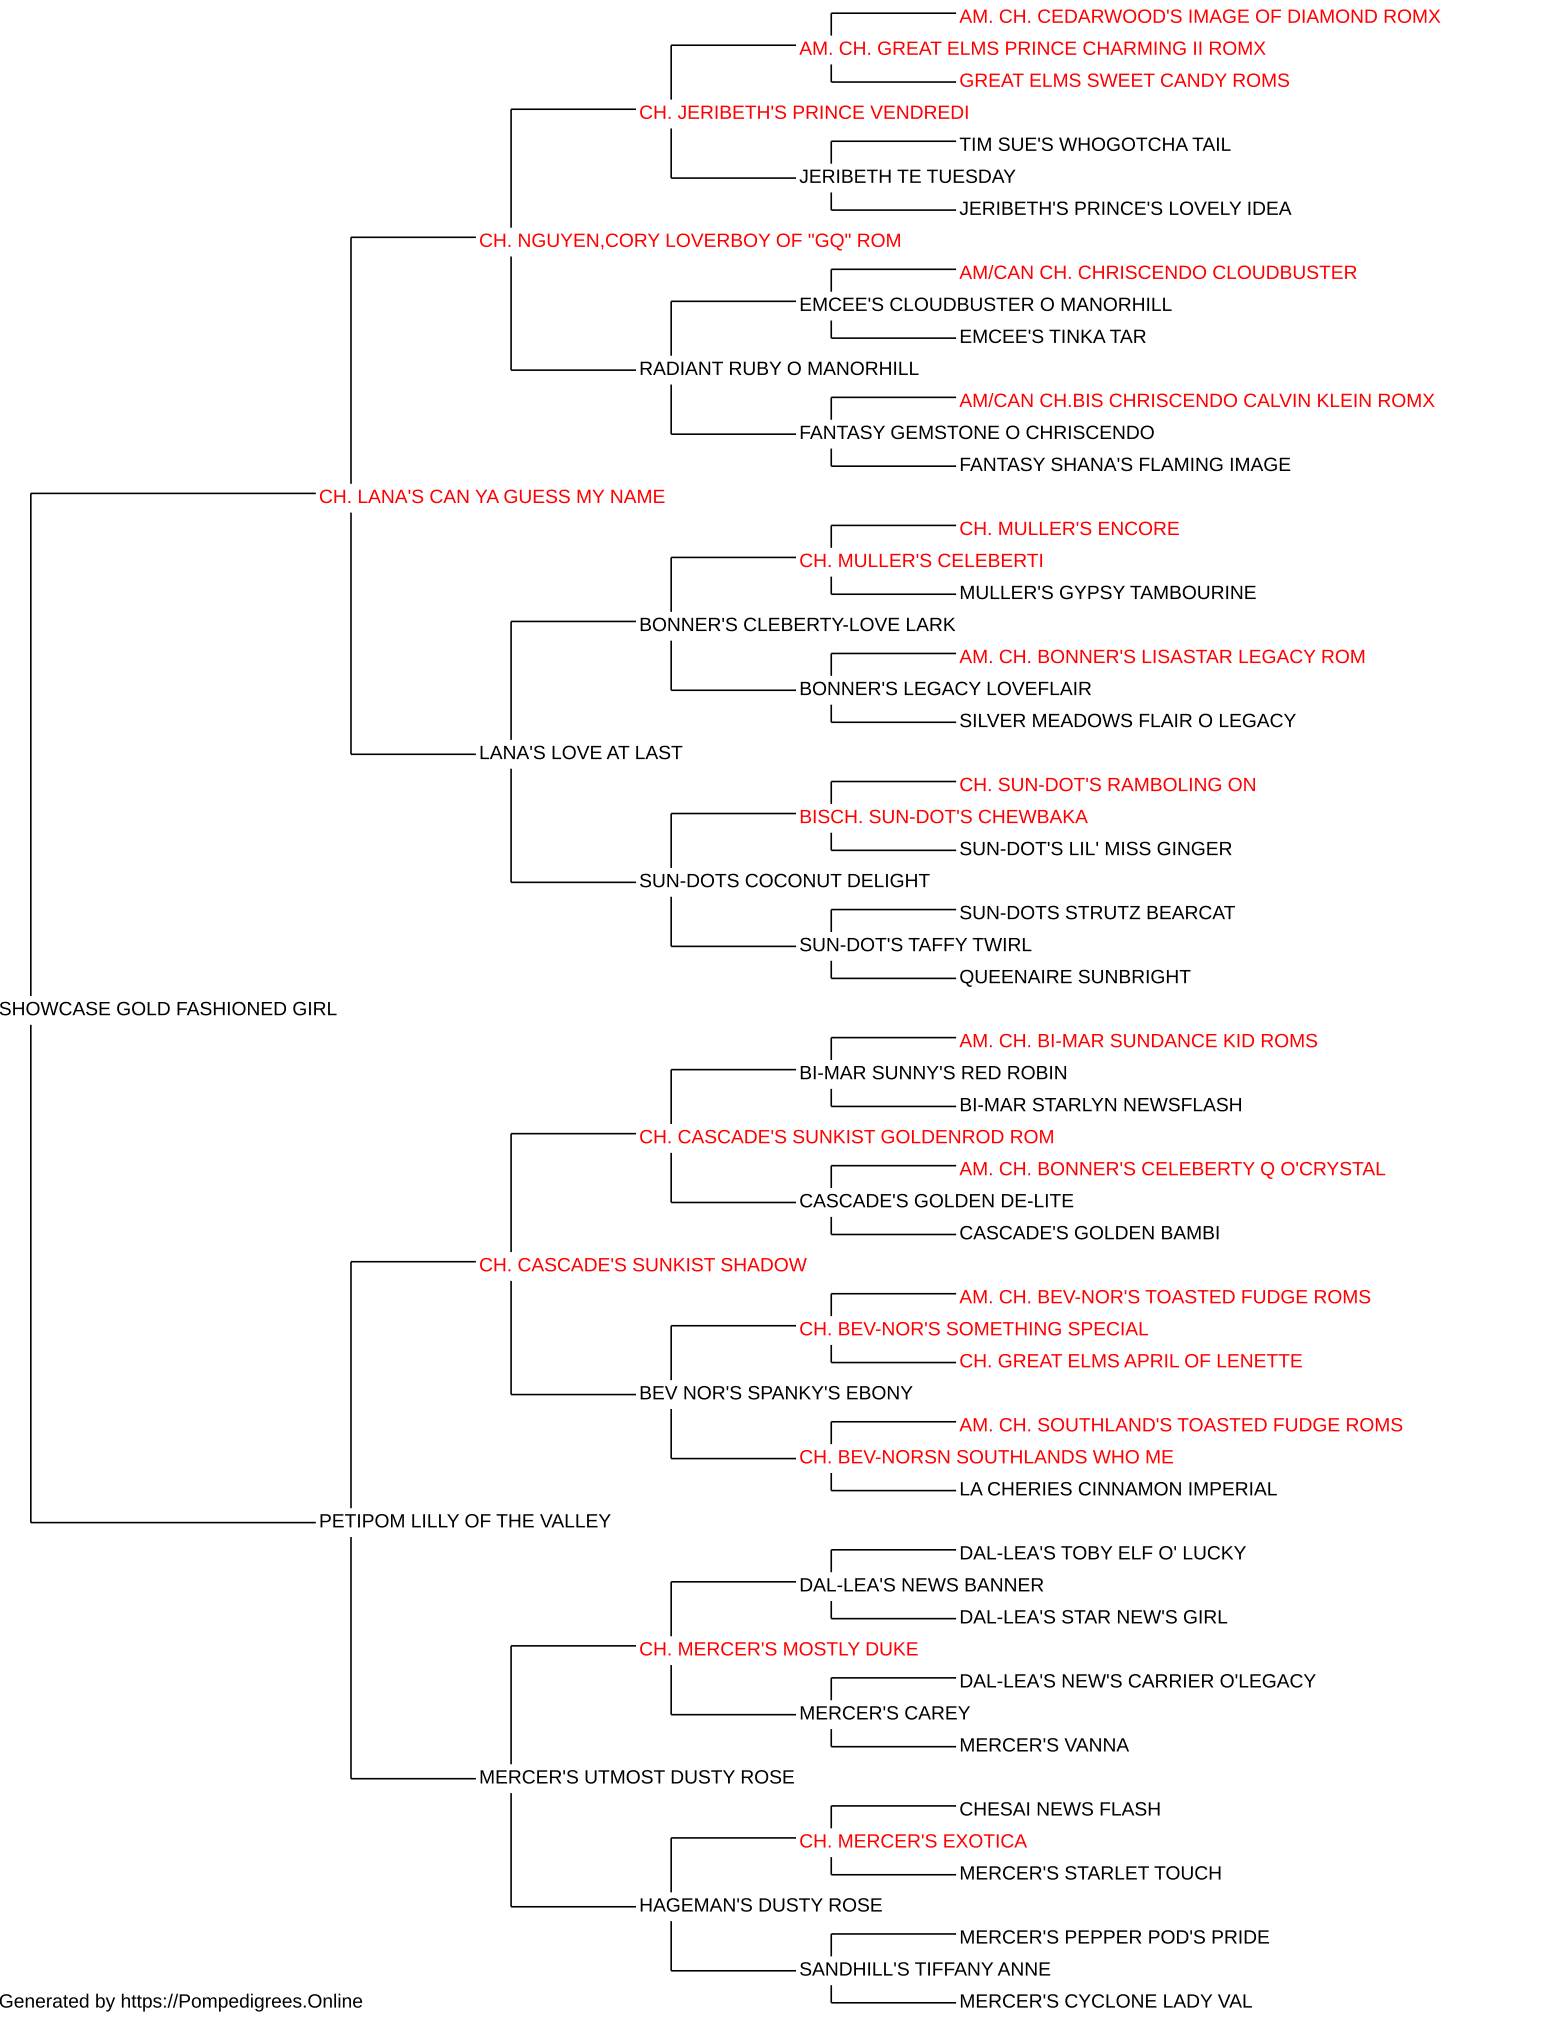 AM. CH. CEDARWOOD'S IMAGE OF DIAMOND ROMX
AM. CH. GREAT ELMS PRINCE CHARMING II ROMX
GREAT ELMS SWEET CANDY ROMS
CH. JERIBETH'S PRINCE VENDREDI
TIM SUE'S WHOGOTCHA TAIL
JERIBETH TE TUESDAY
JERIBETH'S PRINCE'S LOVELY IDEA
CH. NGUYEN,CORY LOVERBOY OF "GQ" ROM
AM/CAN CH. CHRISCENDO CLOUDBUSTER
EMCEE'S CLOUDBUSTER O MANORHILL
EMCEE'S TINKA TAR
RADIANT RUBY O MANORHILL
AM/CAN CH.BIS CHRISCENDO CALVIN KLEIN ROMX
FANTASY GEMSTONE O CHRISCENDO
FANTASY SHANA'S FLAMING IMAGE
CH. LANA'S CAN YA GUESS MY NAME
CH. MULLER'S ENCORE
CH. MULLER'S CELEBERTI
MULLER'S GYPSY TAMBOURINE
BONNER'S CLEBERTY-LOVE LARK
AM. CH. BONNER'S LISASTAR LEGACY ROM
BONNER'S LEGACY LOVEFLAIR
SILVER MEADOWS FLAIR O LEGACY
LANA'S LOVE AT LAST
CH. SUN-DOT'S RAMBOLING ON
BISCH. SUN-DOT'S CHEWBAKA
SUN-DOT'S LIL' MISS GINGER
SUN-DOTS COCONUT DELIGHT
SUN-DOTS STRUTZ BEARCAT
SUN-DOT'S TAFFY TWIRL
QUEENAIRE SUNBRIGHT
SHOWCASE GOLD FASHIONED GIRL
AM. CH. BI-MAR SUNDANCE KID ROMS
BI-MAR SUNNY'S RED ROBIN
BI-MAR STARLYN NEWSFLASH
CH. CASCADE'S SUNKIST GOLDENROD ROM
AM. CH. BONNER'S CELEBERTY Q O'CRYSTAL
CASCADE'S GOLDEN DE-LITE
CASCADE'S GOLDEN BAMBI
CH. CASCADE'S SUNKIST SHADOW
AM. CH. BEV-NOR'S TOASTED FUDGE ROMS
CH. BEV-NOR'S SOMETHING SPECIAL
CH. GREAT ELMS APRIL OF LENETTE
BEV NOR'S SPANKY'S EBONY
AM. CH. SOUTHLAND'S TOASTED FUDGE ROMS
CH. BEV-NORSN SOUTHLANDS WHO ME
LA CHERIES CINNAMON IMPERIAL
PETIPOM LILLY OF THE VALLEY
DAL-LEA'S TOBY ELF O' LUCKY
DAL-LEA'S NEWS BANNER
DAL-LEA'S STAR NEW'S GIRL
CH. MERCER'S MOSTLY DUKE
DAL-LEA'S NEW'S CARRIER O'LEGACY
MERCER'S CAREY
MERCER'S VANNA
MERCER'S UTMOST DUSTY ROSE
CHESAI NEWS FLASH
CH. MERCER'S EXOTICA
MERCER'S STARLET TOUCH
HAGEMAN'S DUSTY ROSE
MERCER'S PEPPER POD'S PRIDE
SANDHILL'S TIFFANY ANNE
MERCER'S CYCLONE LADY VAL
Generated by https://Pompedigrees.Online